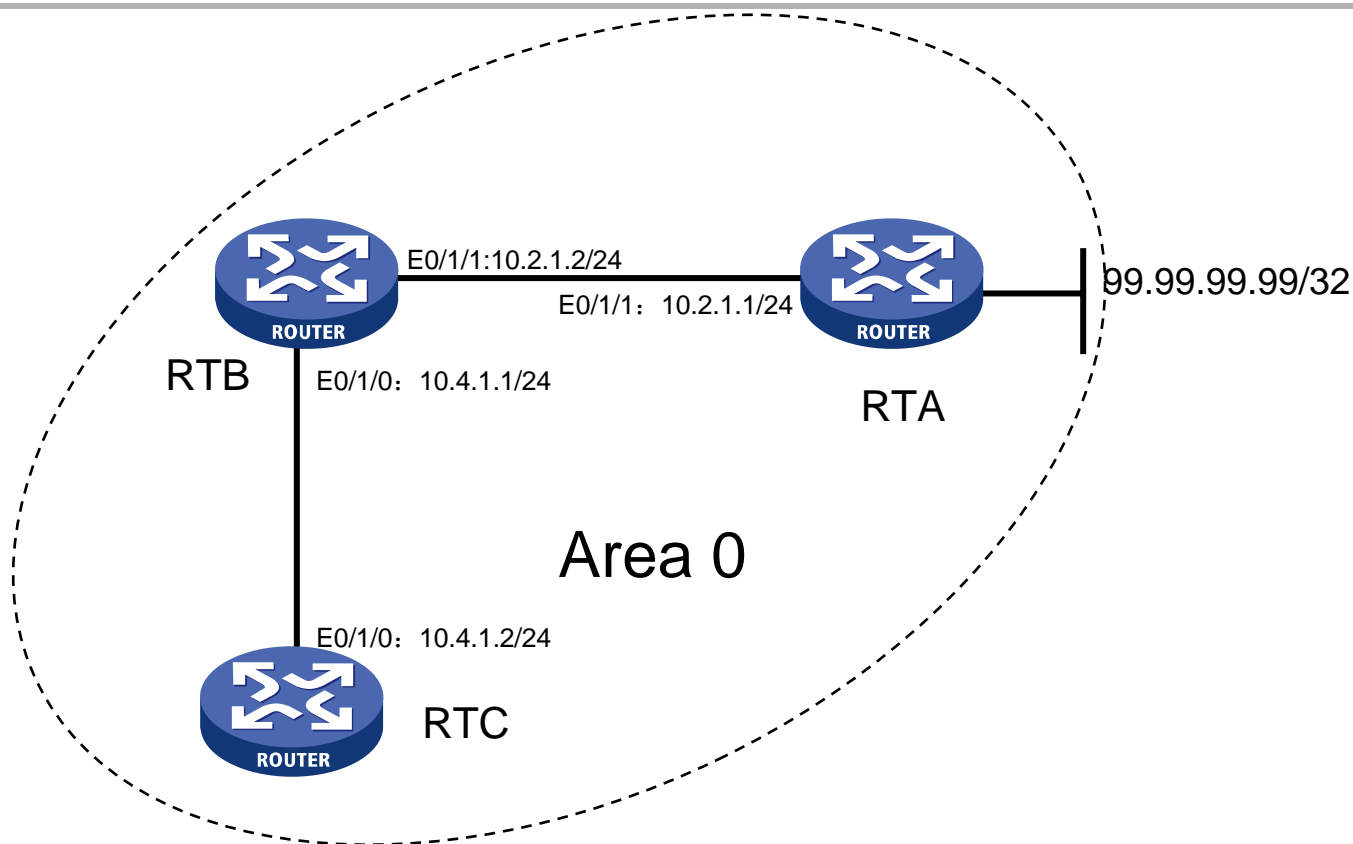 E0/1/1:10.2.1.2/24
99.99.99.99/32
E0/1/1：10.2.1.1/24
ROUTER
ROUTER
RTB
E0/1/0：10.4.1.1/24
RTA
Area 0
E0/1/0：10.4.1.2/24
RTC
ROUTER